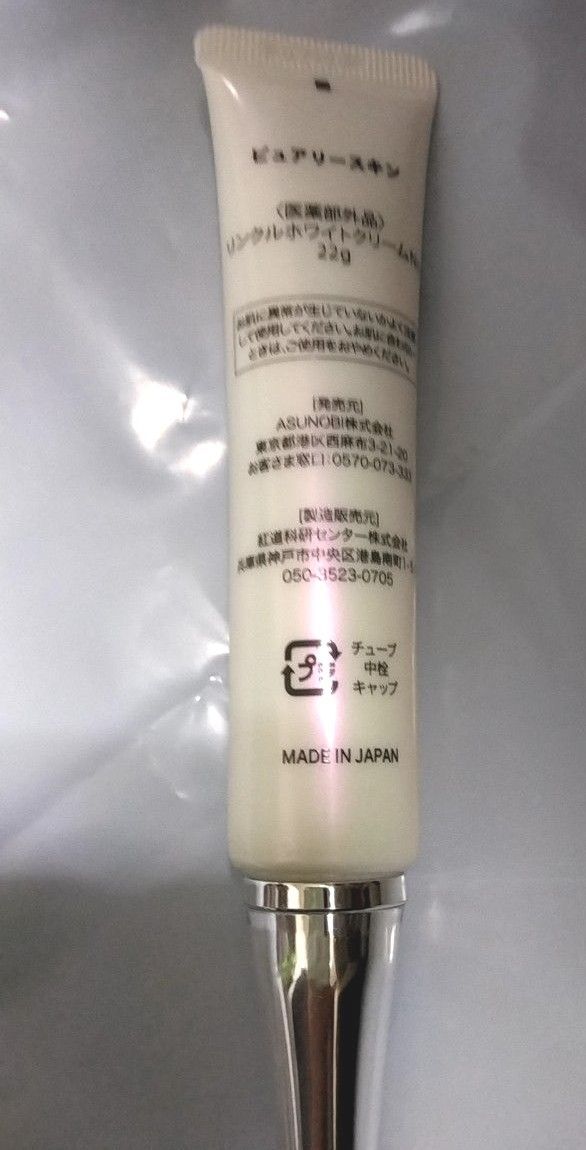 ピュアリースキン
〈医薬部外品〉
リンクルホワイトクリームN
22g
お肌に異常が生じていないかよく注意
して使用してください。お肌に合わない
ときは、ご使用をおやめください。
[発売元]
ASUNOBI株式会社
東京都港区西麻布3-21-20
お客さま窓口:0570-073-333
[製造販売元]
紅道科研センター株式会社
兵庫県神戸市中央区港島南町1-
050-3523-0705
プ
チューブ
中栓
キャップ
MADE IN JAPAN